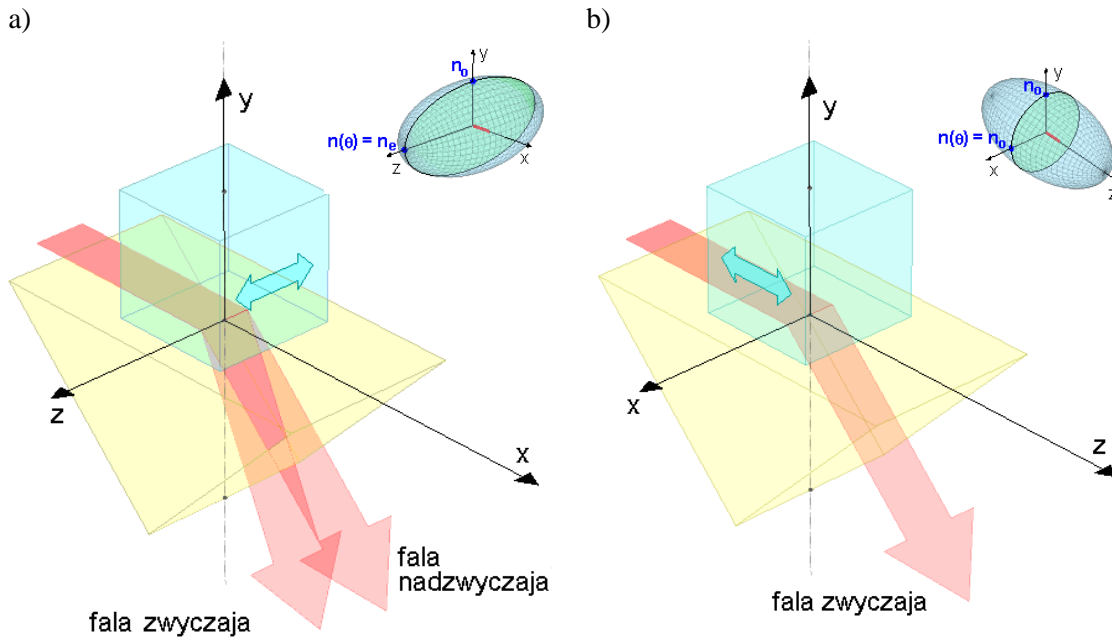 a)
y
n₀
n(θ) = nₑ
z
x
y
z
x
fala
nadzwyczaja
fala zwyczaja
b)
y
n₀
n(θ) = n₀
x
z
y
x
z
fala zwyczaja